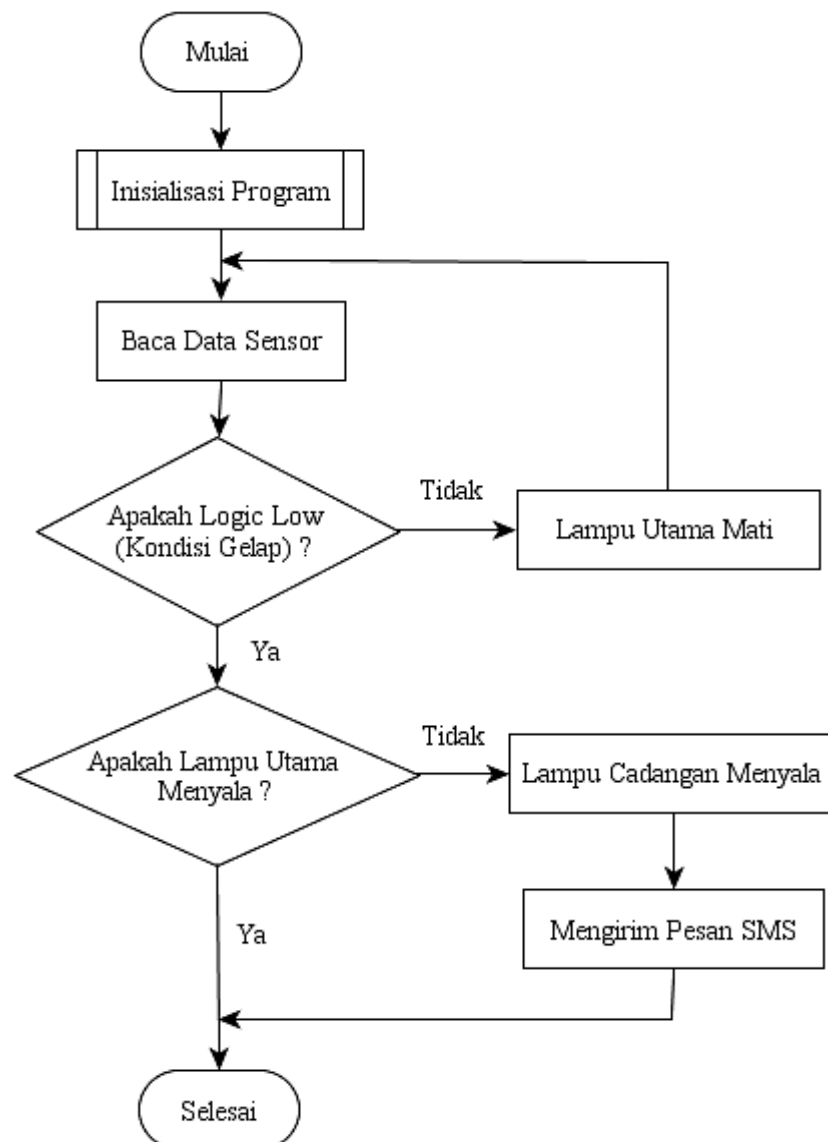 Mulai
Inisialisasi Program
Baca Data Sensor
Apakah Logic Low
(Kondisi Gelap) ?
Tidak
Lampu Utama Mati
Ya
Apakah Lampu Utama
Menyala ?
Tidak
Lampu Cadangan Menyala
Mengirim Pesan SMS
Ya
Selesai